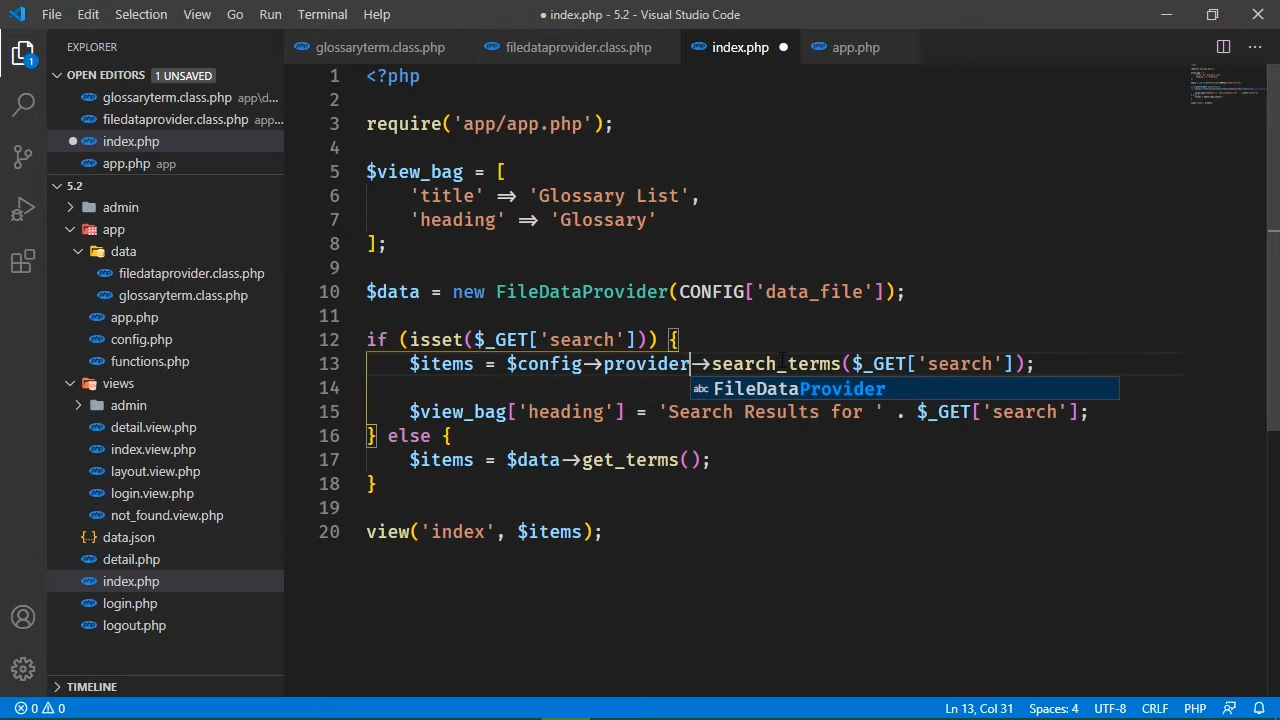 File Edit Selection View Go Run Terminal Help
● index.php - 5.2 - Visual Studio Code
EXPLORER
OPEN EDITORS 1 UNSAVED
glossaryterm.class.php app\d...
filedataprovider.class.php app...
index.php
app.php app
5.2
admin
app
data
filedataprovider.class.php
glossaryterm.class.php
app.php
config.php
functions.php
views
admin
detail.view.php
index.view.php
layout.view.php
login.view.php
not_found.view.php
data.json
detail.php
index.php
login.php
logout.php
TIMELINE
glossaryterm.class.php filedataprovider.class.php index.php app.php
1 <?php
2
3 require('app/app.php');
4
5 $view_bag = [
6 'title' => 'Glossary List',
7 'heading' => 'Glossary'
8 ];
9
10 $data = new FileDataProvider(CONFIG['data_file']);
11
12 if (isset($_GET['search'])) {
13 $items = $config->provider->search_terms($_GET['search']);
abc FileDataProvider
14
15 $view_bag['heading'] = 'Search Results for ' . $_GET['search'];
16 } else {
17 $items = $data->get_terms();
18 }
19
20 view('index', $items);
0 0 Ln 13, Col 31 Spaces: 4 UTF-8 CRLF PHP